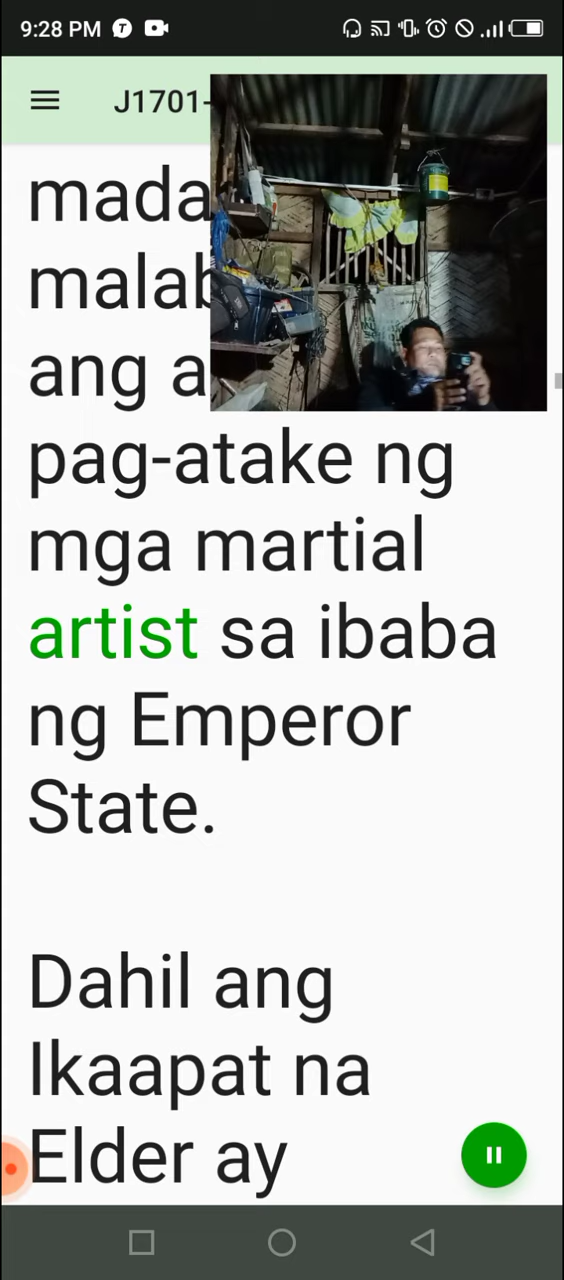 9:28 PM
J1701-
mada
malab
ang a
pag-atake ng
mga martial
artist sa ibaba
ng Emperor
State.
Dahil ang
Ikaapat na
Elder ay